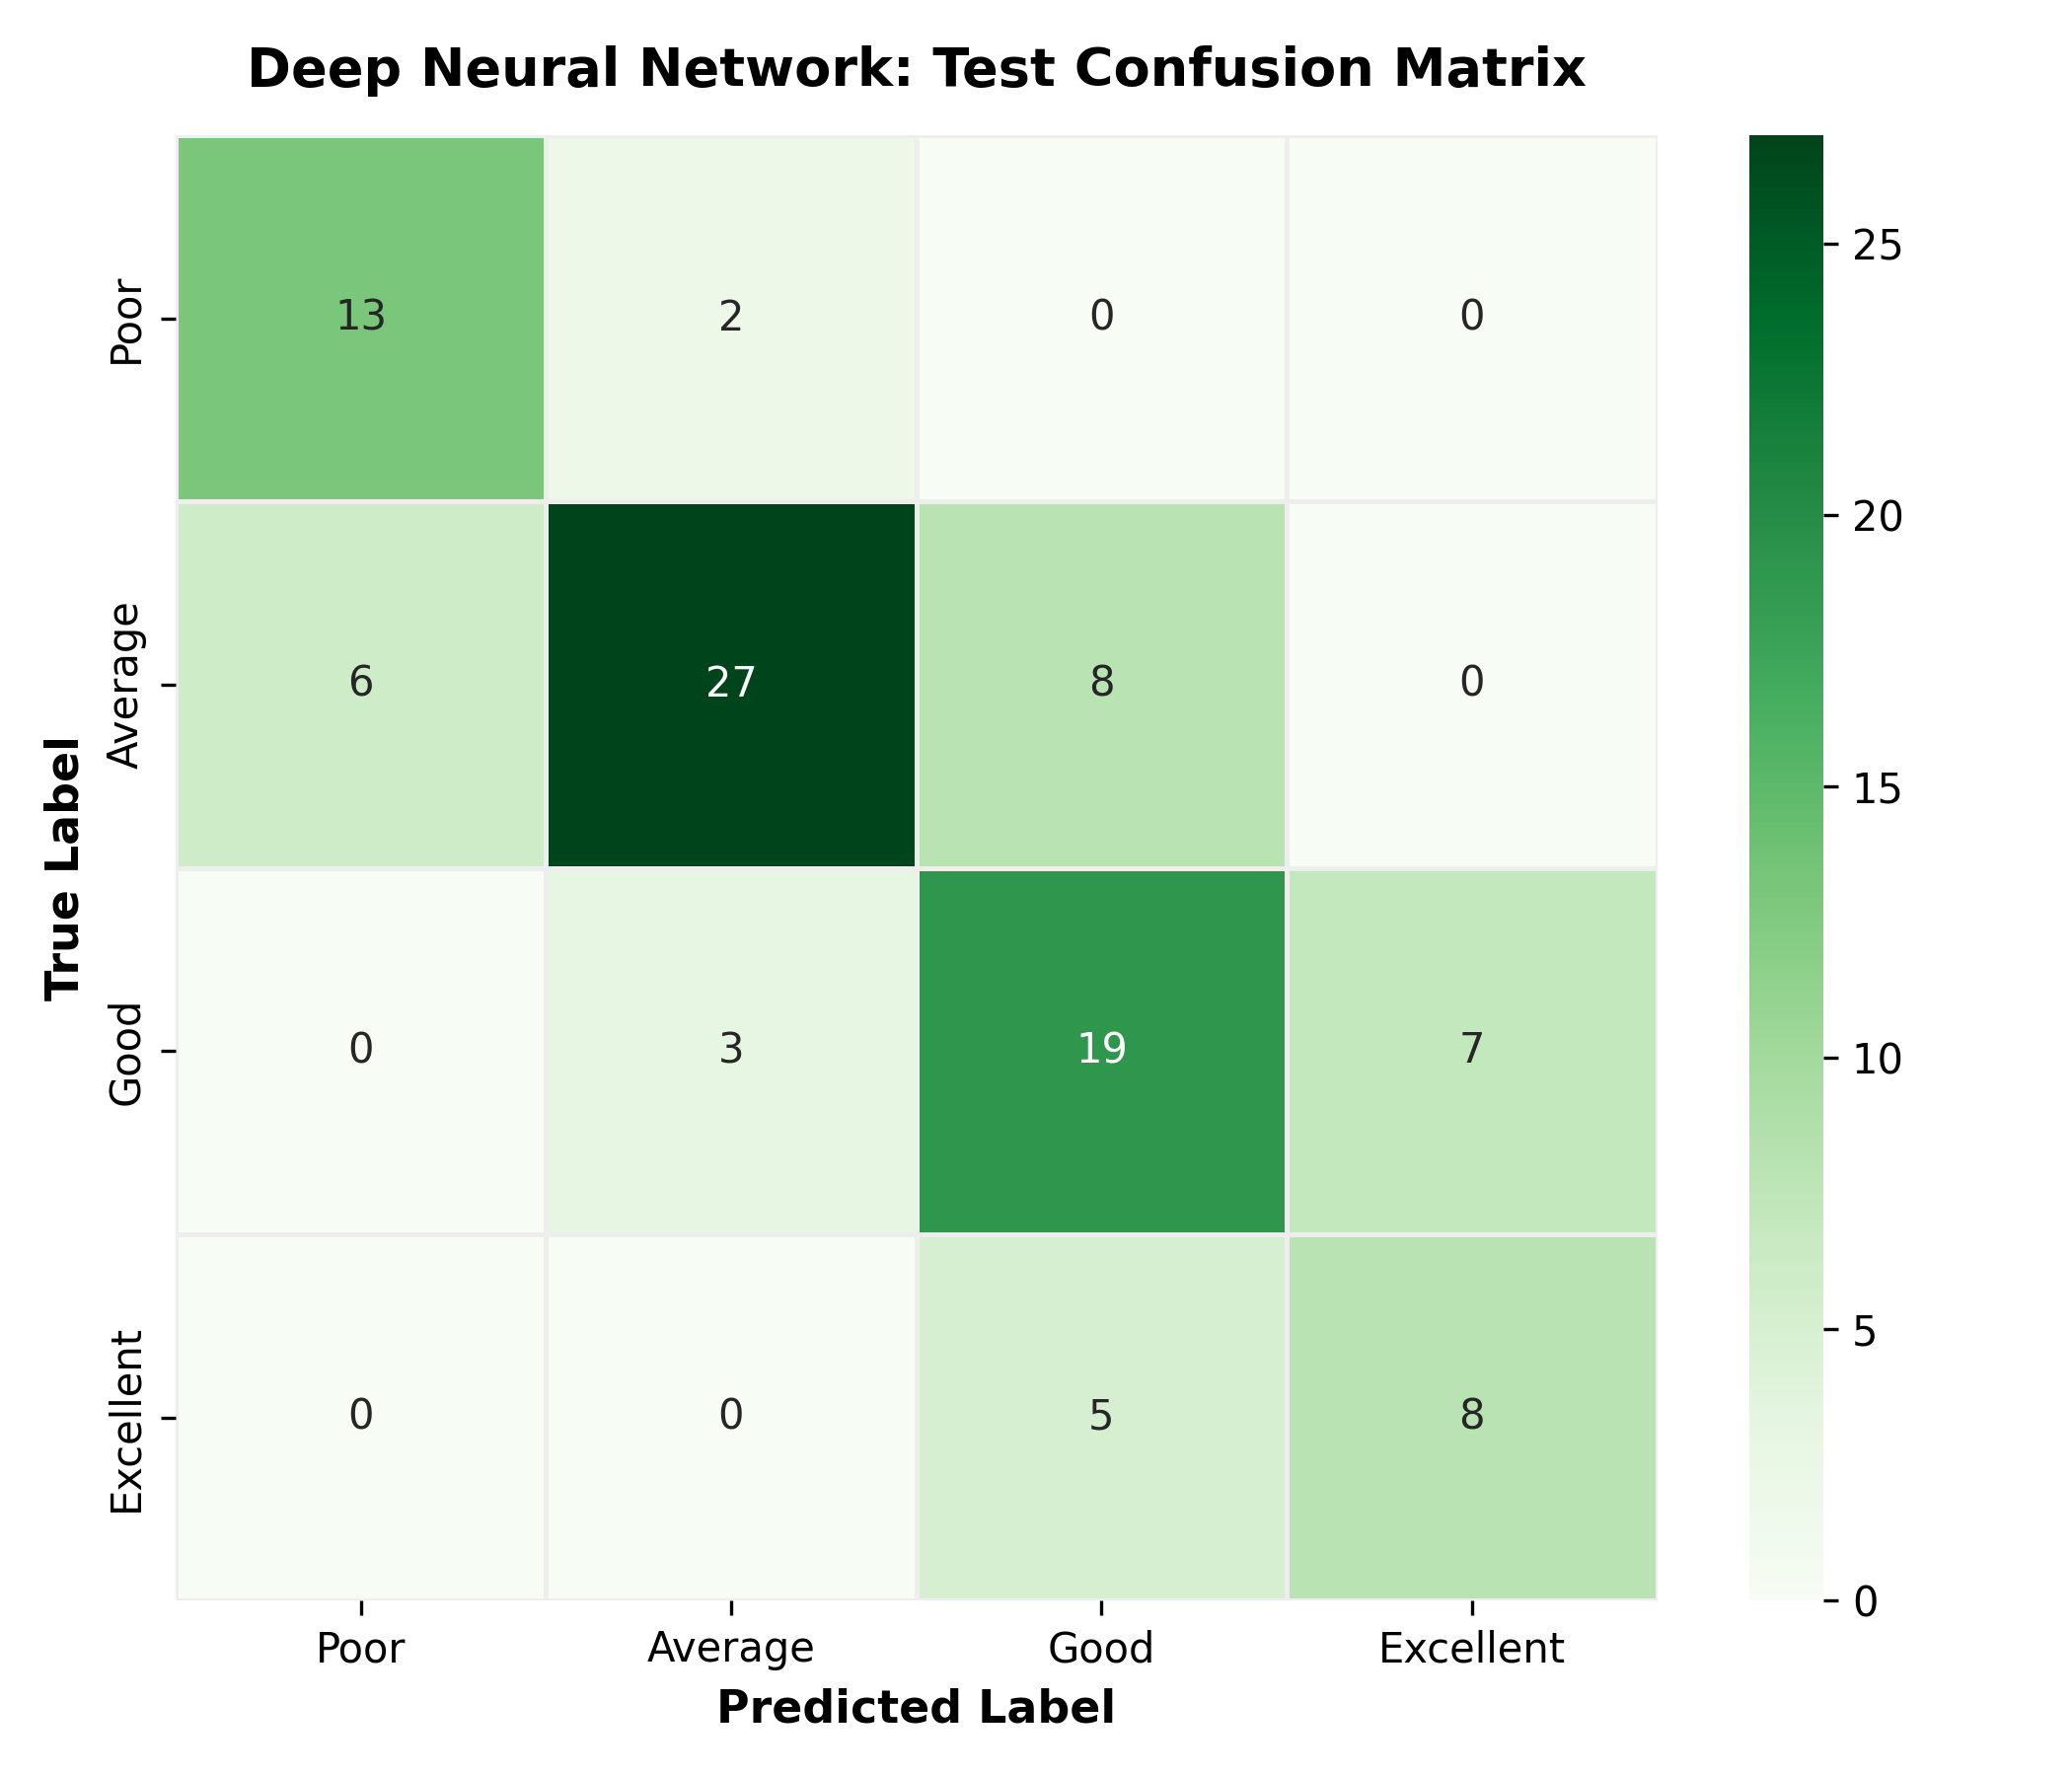 Deep Neural Network: Test Confusion Matrix
True Label
Poor
13 2 0 0
Average
6 27 8 0
Good
0 3 19 7
Excellent
0 0 5 8
Poor Average Good Excellent
Predicted Label
25
20
15
10
5
0